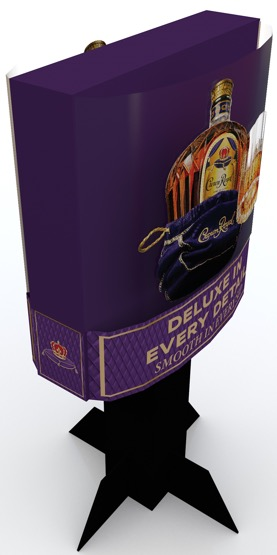 Crown Royal
Crown Royal
DELUXE IN
EVERY DETAIL
SMOOTH IN